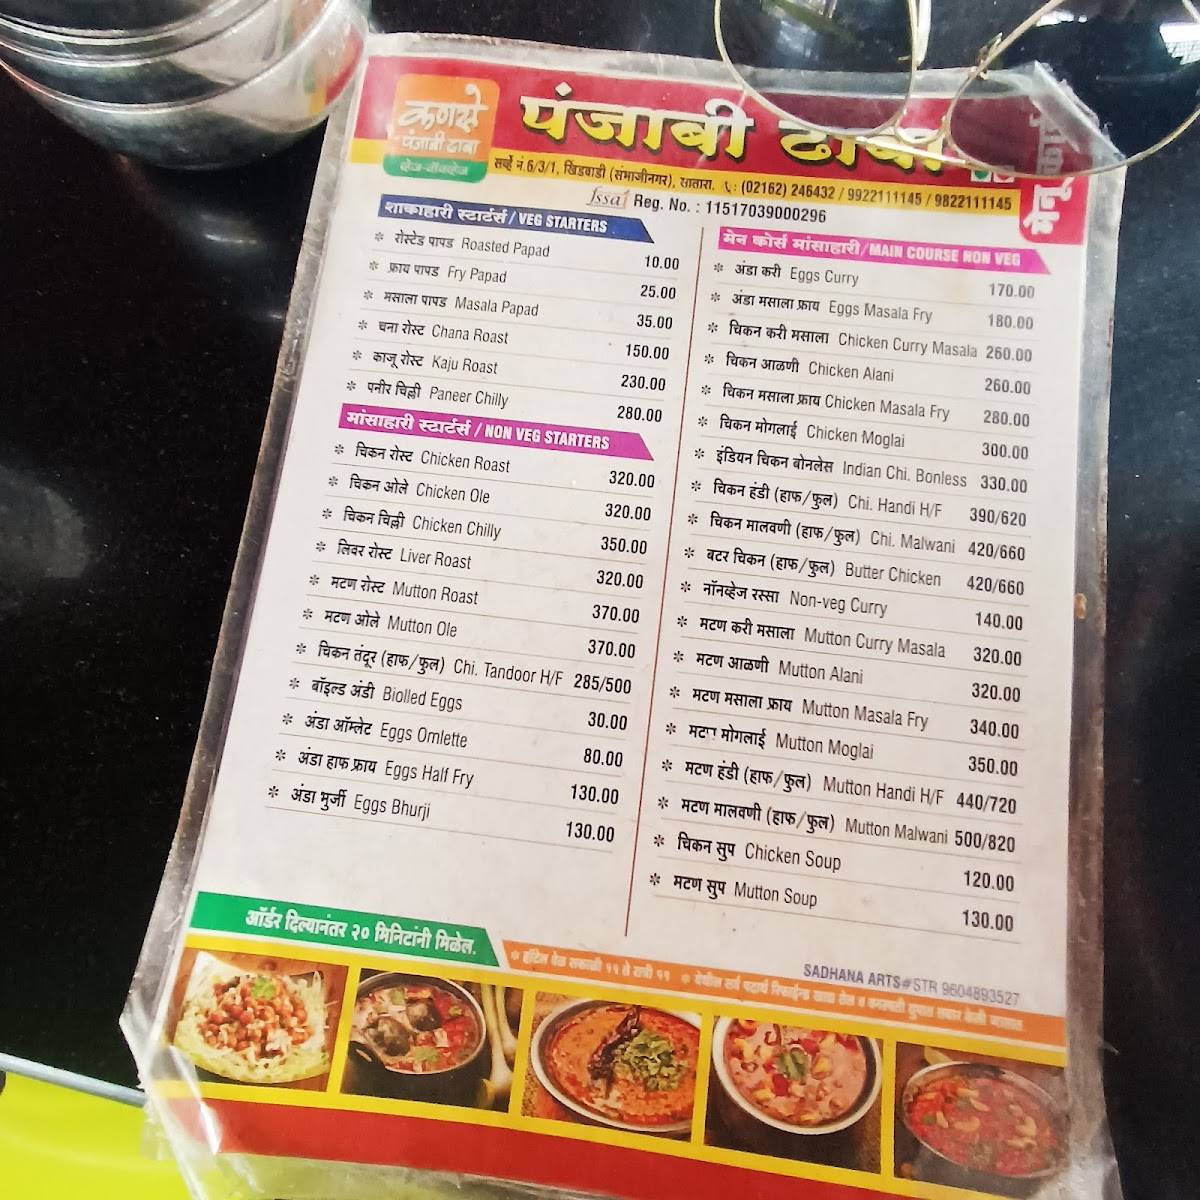 कणसे
पंजाबी ढाबा
व्हेज-नॉनव्हेज
पंजाबी ढाबा
सर्व्हे नं.6/3/1, खिंडवाडी (संभाजीनगर), सातारा. : (02162) 246432 / 9922111145 / 9822111145
fssai Reg. No. : 11517039000296
शाकाहारी स्टार्टर्स / VEG STARTERS
* रोस्टेड पापड Roasted Papad 10.00
* फ्राय पापड Fry Papad 25.00
* मसाला पापड Masala Papad 35.00
* चना रोस्ट Chana Roast 150.00
* काजू रोस्ट Kaju Roast 230.00
* पनीर चिल्ली Paneer Chilly 280.00
मांसाहारी स्टार्टर्स / NON VEG STARTERS
* चिकन रोस्ट Chicken Roast 320.00
* चिकन ओले Chicken Ole 320.00
* चिकन चिल्ली Chicken Chilly 350.00
* लिवर रोस्ट Liver Roast 320.00
* मटण रोस्ट Mutton Roast 370.00
* मटण ओले Mutton Ole 370.00
* चिकन तंदूर (हाफ/फुल) Chi. Tandoor H/F 285/500
* बॉइल्ड अंडी Biolled Eggs 30.00
* अंडा ऑम्लेट Eggs Omlette 80.00
* अंडा हाफ फ्राय Eggs Half Fry 130.00
* अंडा भुर्जी Eggs Bhurji 130.00
मेन कोर्स मांसाहारी/MAIN COURSE NON VEG
* अंडा करी Eggs Curry 170.00
* अंडा मसाला फ्राय Eggs Masala Fry 180.00
* चिकन करी मसाला Chicken Curry Masala 260.00
* चिकन आळणी Chicken Alani 260.00
* चिकन मसाला फ्राय Chicken Masala Fry 280.00
* चिकन मोगलाई Chicken Moglai 300.00
* इंडियन चिकन बोनलेस Indian Chi. Bonless 330.00
* चिकन हंडी (हाफ/फुल) Chi. Handi H/F 390/620
* चिकन मालवणी (हाफ/फुल) Chi. Malwani 420/660
* बटर चिकन (हाफ/फुल) Butter Chicken 420/660
* नॉनव्हेज रस्सा Non-veg Curry 140.00
* मटण करी मसाला Mutton Curry Masala 320.00
* मटण आळणी Mutton Alani 320.00
* मटण मसाला फ्राय Mutton Masala Fry 340.00
* मटण मोगलाई Mutton Moglai 350.00
* मटण हंडी (हाफ/फुल) Mutton Handi H/F 440/720
* मटण मालवणी (हाफ/फुल) Mutton Malwani 500/820
* चिकन सुप Chicken Soup 120.00
* मटण सुप Mutton Soup 130.00
SADHANA ARTS#STR 9604893527
ऑर्डर दिल्यानंतर २० मिनिटांनी मिळेल.
* हॉटेल वेळ सकाळी ११ ते रात्री ११ * येथील सर्व पदार्थ रिफाईन्ड खाद्य तेल व वनस्पती तुपात तयार केली जातात.